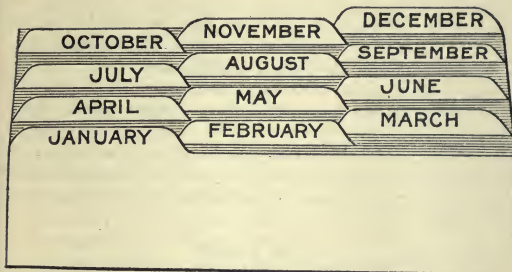 OCTOBER NOVEMBER DECEMBER
JULY AUGUST SEPTEMBER
APRIL MAY JUNE
JANUARY FEBRUARY MARCH